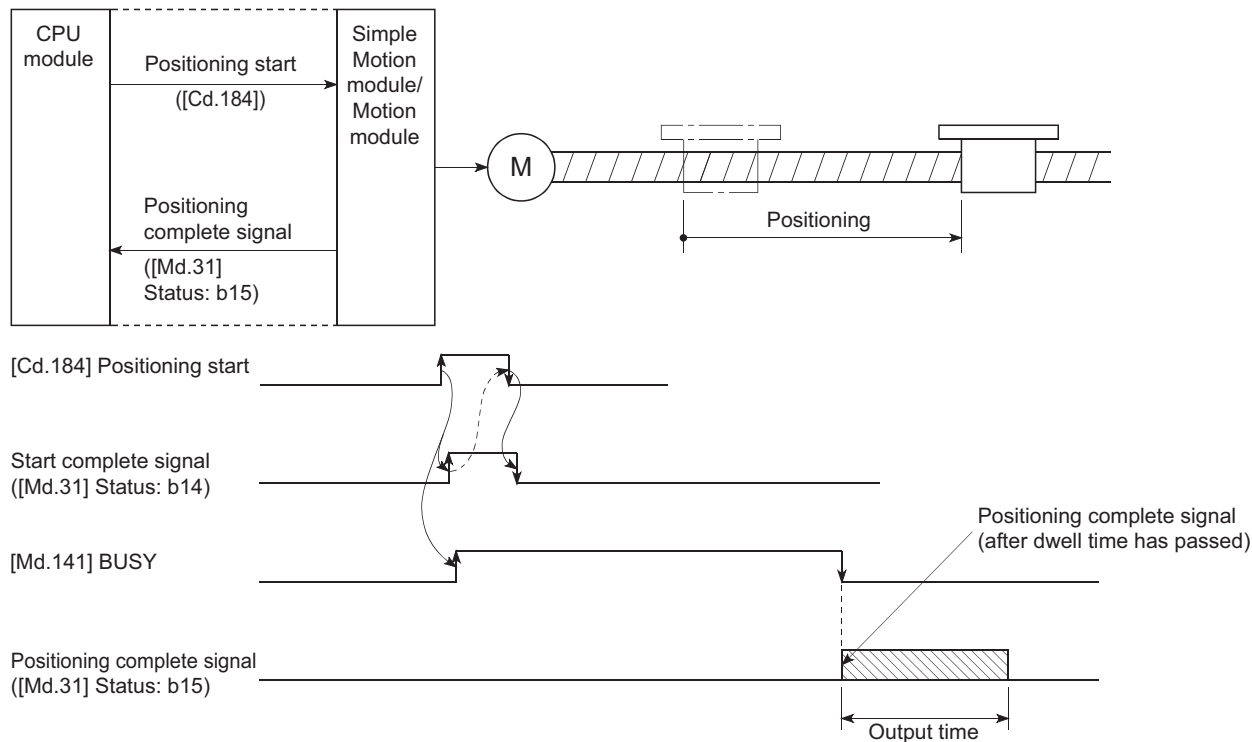 CPU
module
Positioning start
([Cd.184])
Positioning
complete signal
([Md.31]
Status: b15)
Simple
Motion
module/
Motion
module
M
Positioning
[Cd.184] Positioning start
Start complete signal
([Md.31] Status: b14)
[Md.141] BUSY
Positioning complete signal
(after dwell time has passed)
Positioning complete signal
([Md.31] Status: b15)
Output time